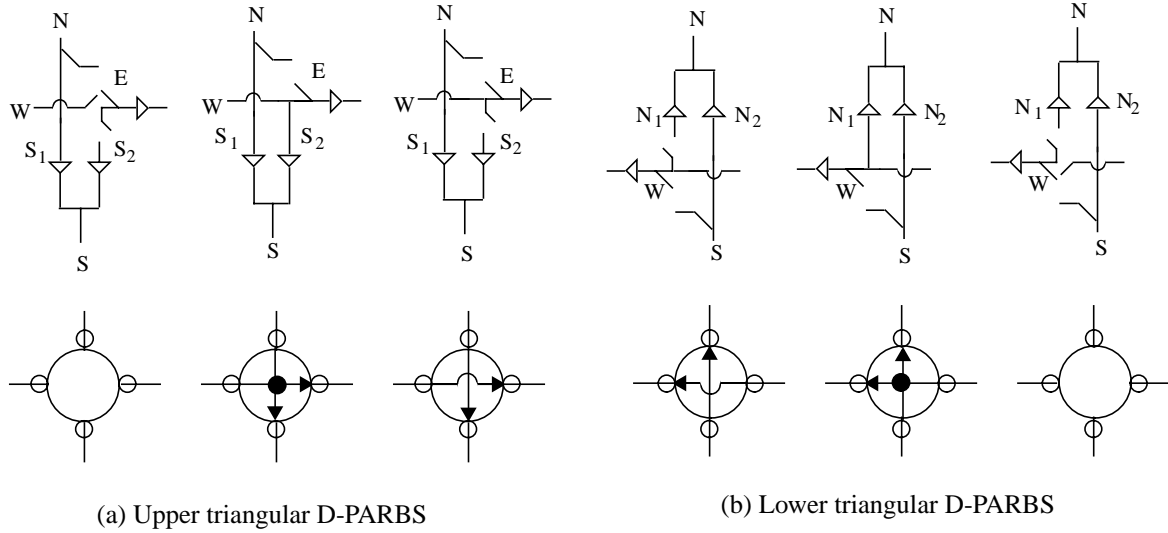 N
N
N
E
W
S1
S2
S
E
W
S1
S2
S
E
W
S1
S2
S
N
N1
N2
W
S
N
N1
N2
W
S
N
N1
N2
W
S
(a) Upper triangular D-PARBS
(b) Lower triangular D-PARBS